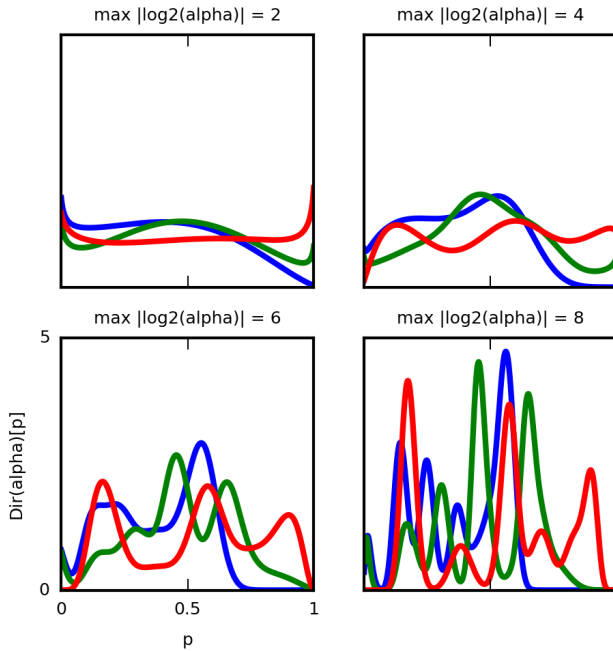 max |log2(alpha)| = 2
max |log2(alpha)| = 4
max |log2(alpha)| = 6
max |log2(alpha)| = 8
5
Dir(alpha)[p]
0
0
0.5
1
p